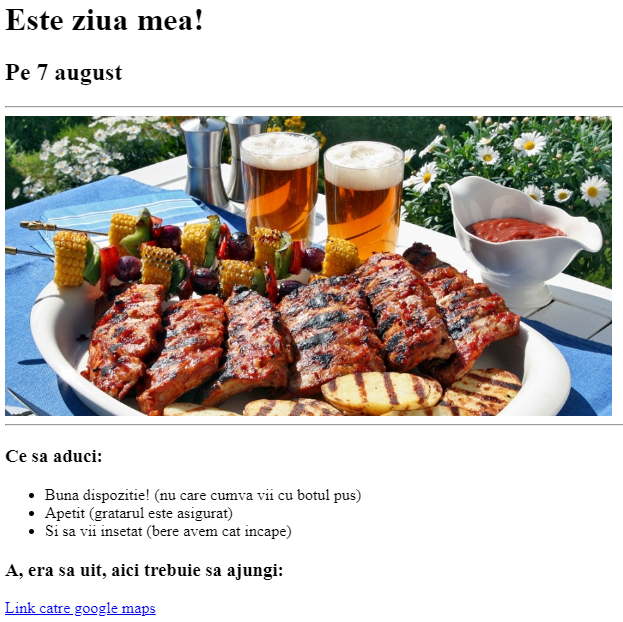 Este ziua mea!
Pe 7 august
Ce sa aduci:
Buna dispozitie! (nu care cumva vii cu botul pus)
Apetit (gratarul este asigurat)
Si sa vii insetat (bere avem cat incape)
A, era sa uit, aici trebuie sa ajungi:
Link catre google maps